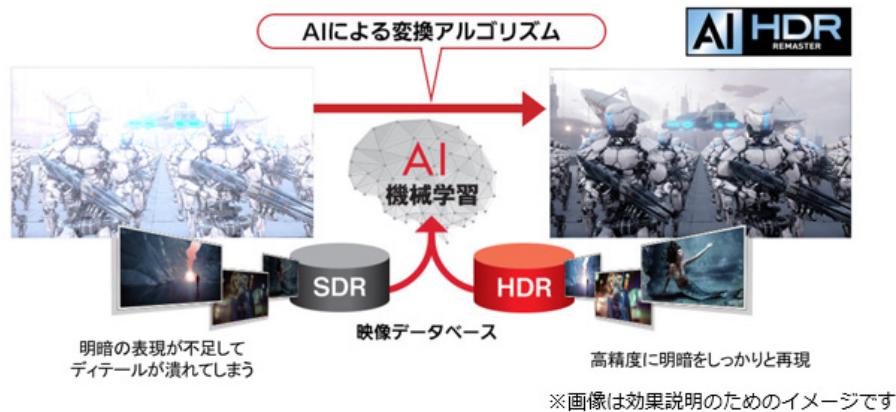 AIによる変換アルゴリズム
AI HDR
REMASTER
AI
機械学習
SDR
HDR
映像データベース
明暗の表現が不足して
ディテールが潰れてしまう
高精度に明暗をしっかりと再現
※画像は効果説明のためのイメージです